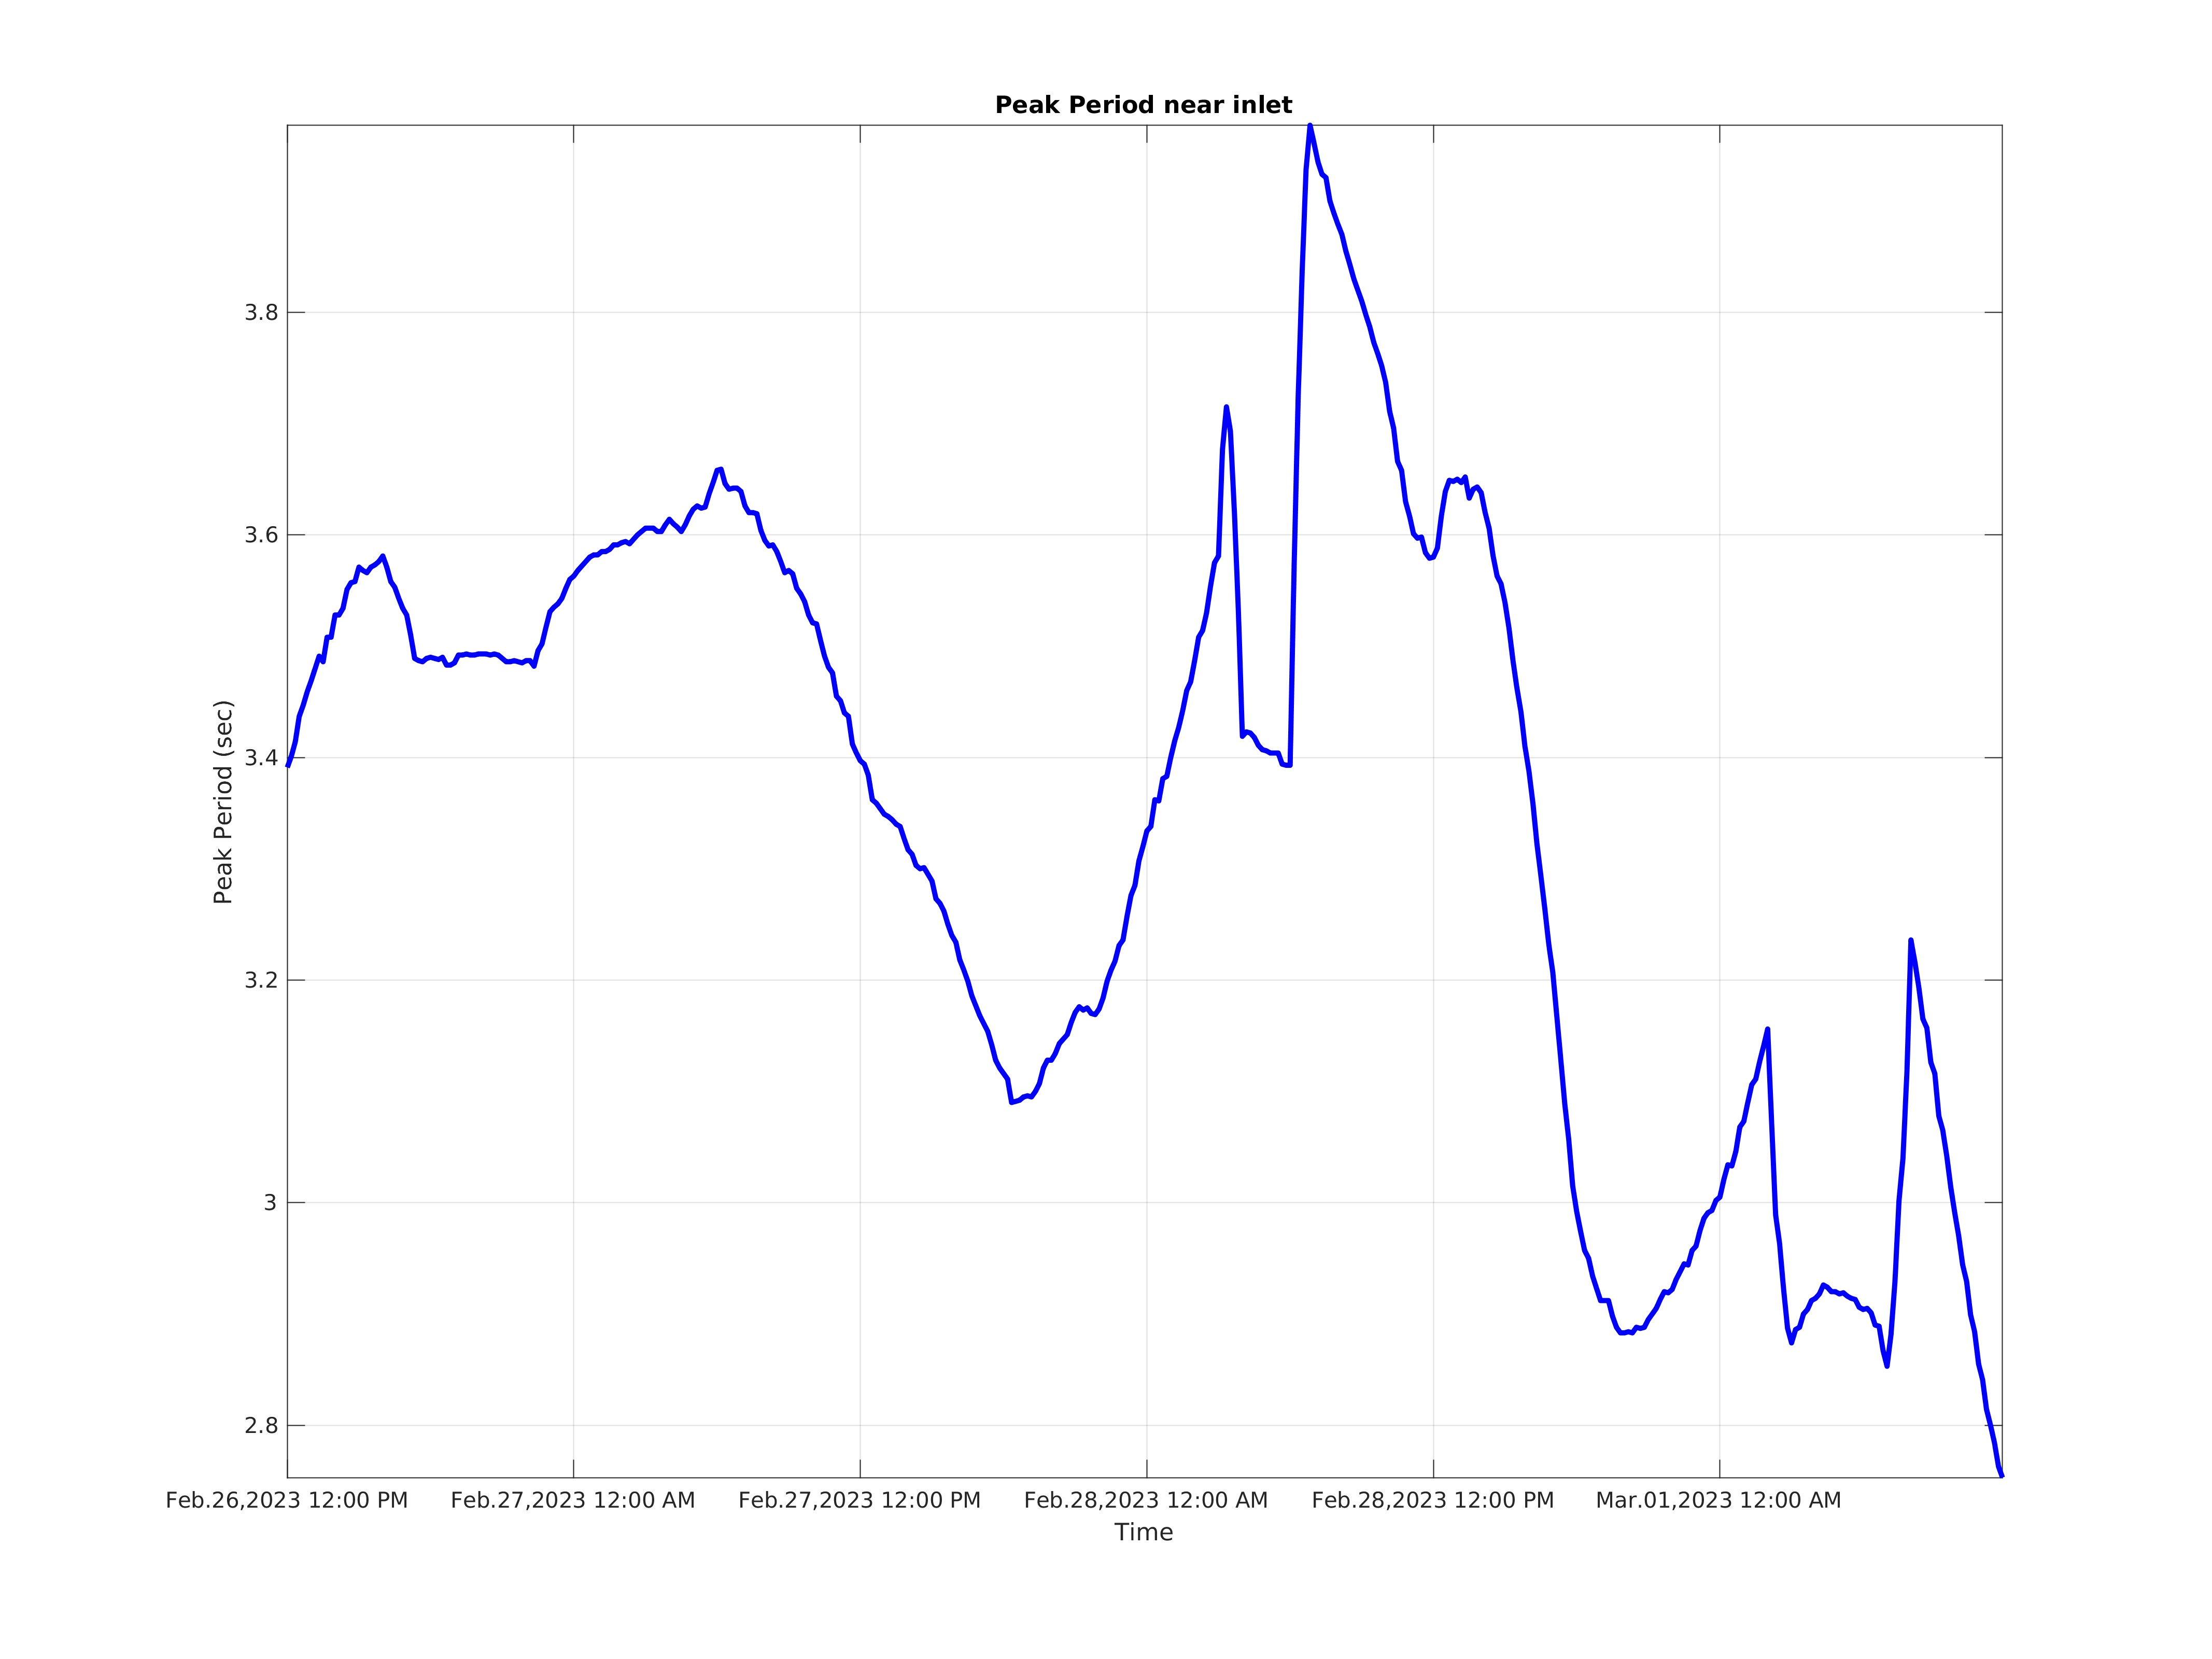 Peak Period near inlet
3.8
3.6
3.4
3.2
3
2.8
Peak Period (sec)
Feb.26,2023 12:00 PM Feb.27,2023 12:00 AM Feb.27,2023 12:00 PM Feb.28,2023 12:00 AM Feb.28,2023 12:00 PM Mar.01,2023 12:00 AM
Time